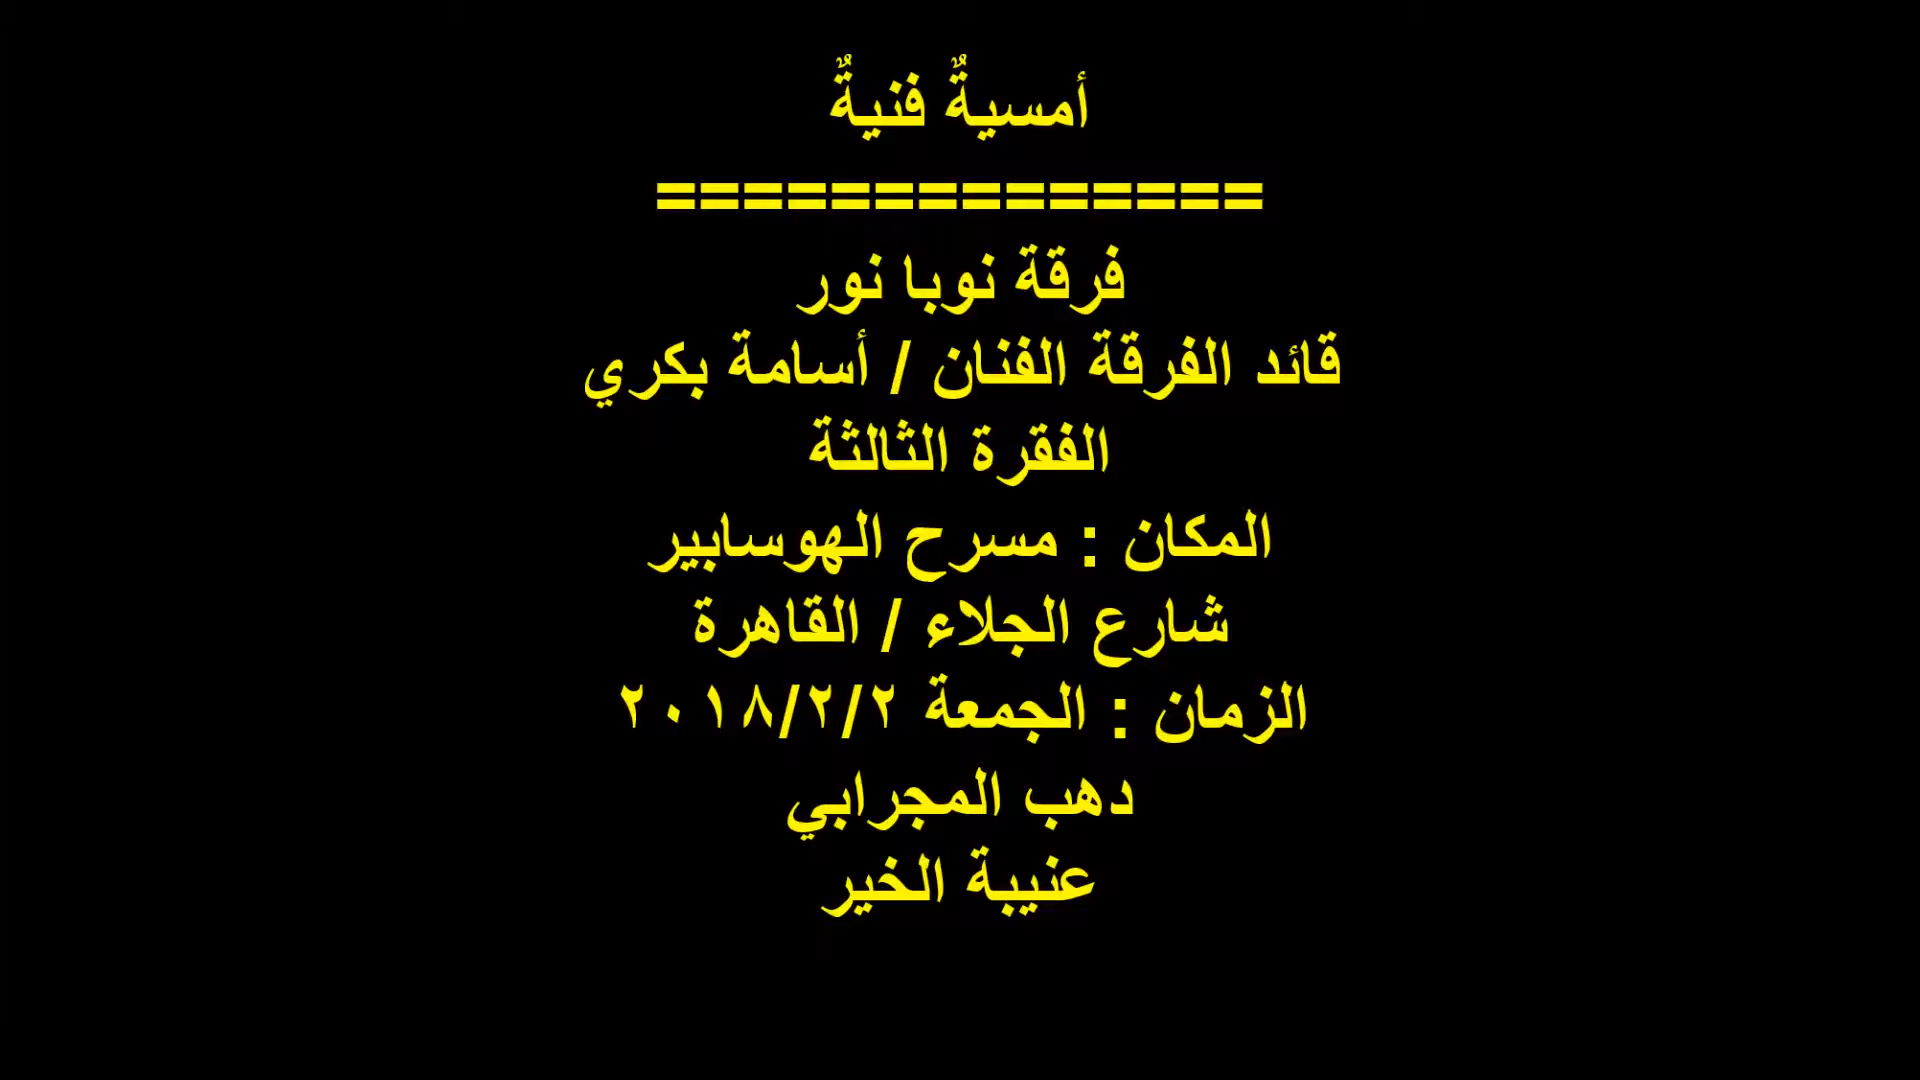 أمسيةٌ فنيةٌ
==============
فرقة نوبا نور
قائد الفرقة الفنان / أسامة بكري
الفقرة الثالثة
المكان : مسرح الهوسابير
شارع الجلاء / القاهرة
الزمان : الجمعة ٢/٢/٢٠١٨
دهب المجرابي
عنيبة الخير